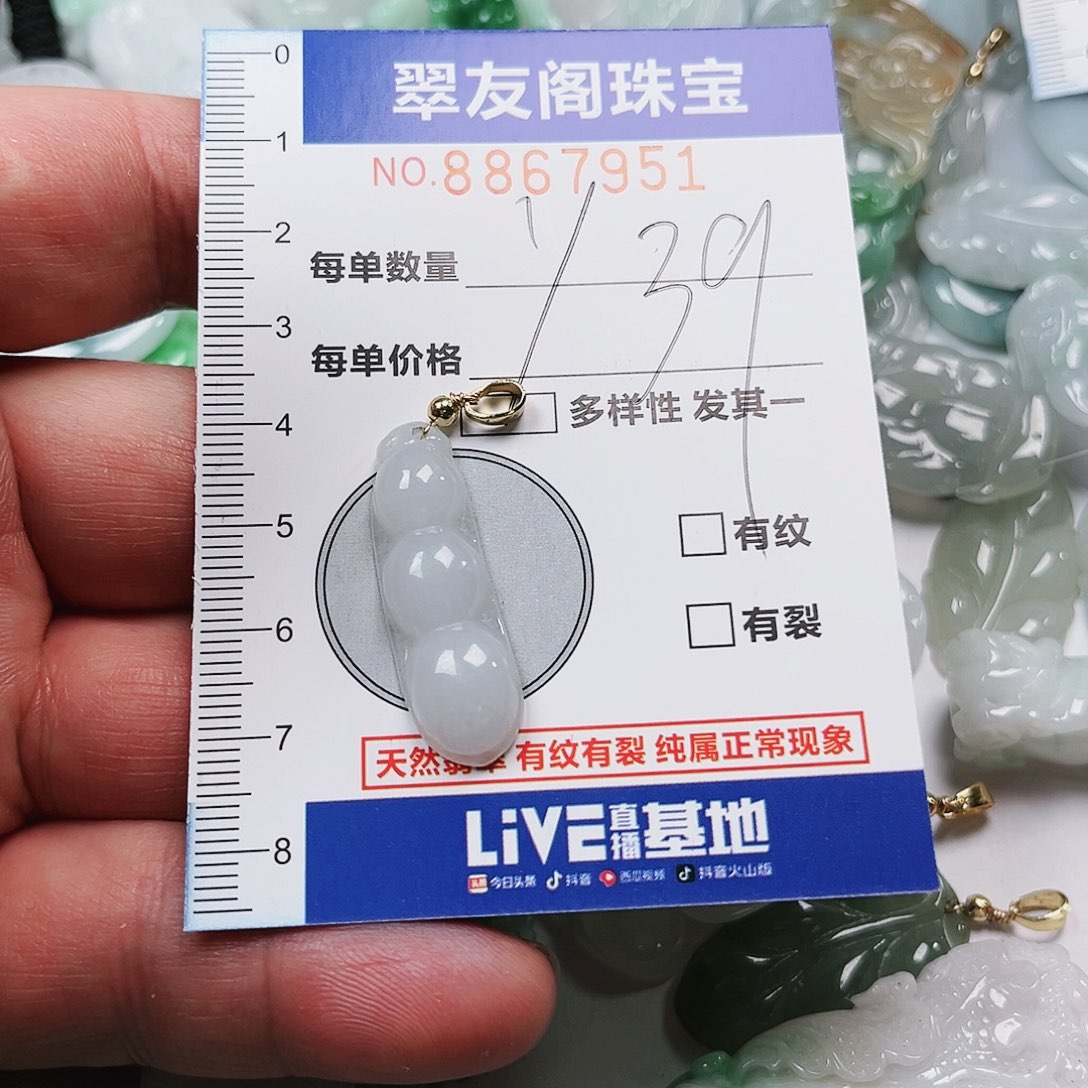 翠友阁珠宝
NO.8867951
每单数量 1/39
每单价格
多样性 发其一
有纹
有裂
天然翡翠 有纹有裂 纯属正常现象
LiVE直播基地
头条 今日头条 抖音 西瓜视频 抖音火山版
0
1
2
3
4
5
6
7
8